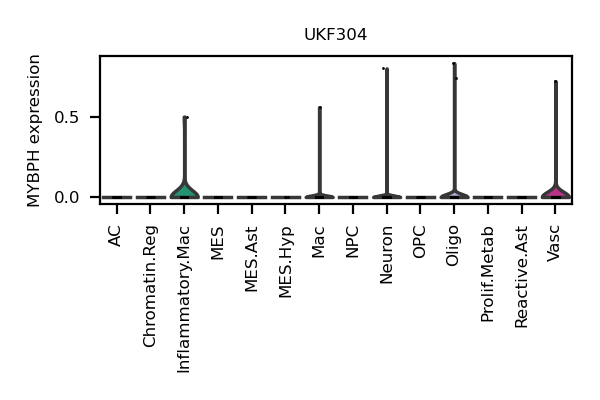 UKF304
MYBPH expression
0.5
0.0
AC
Chromatin.Reg
Inflammatory.Mac
MES
MES.Ast
MES.Hyp
Mac
NPC
Neuron
OPC
Oligo
Prolif.Metab
Reactive.Ast
Vasc